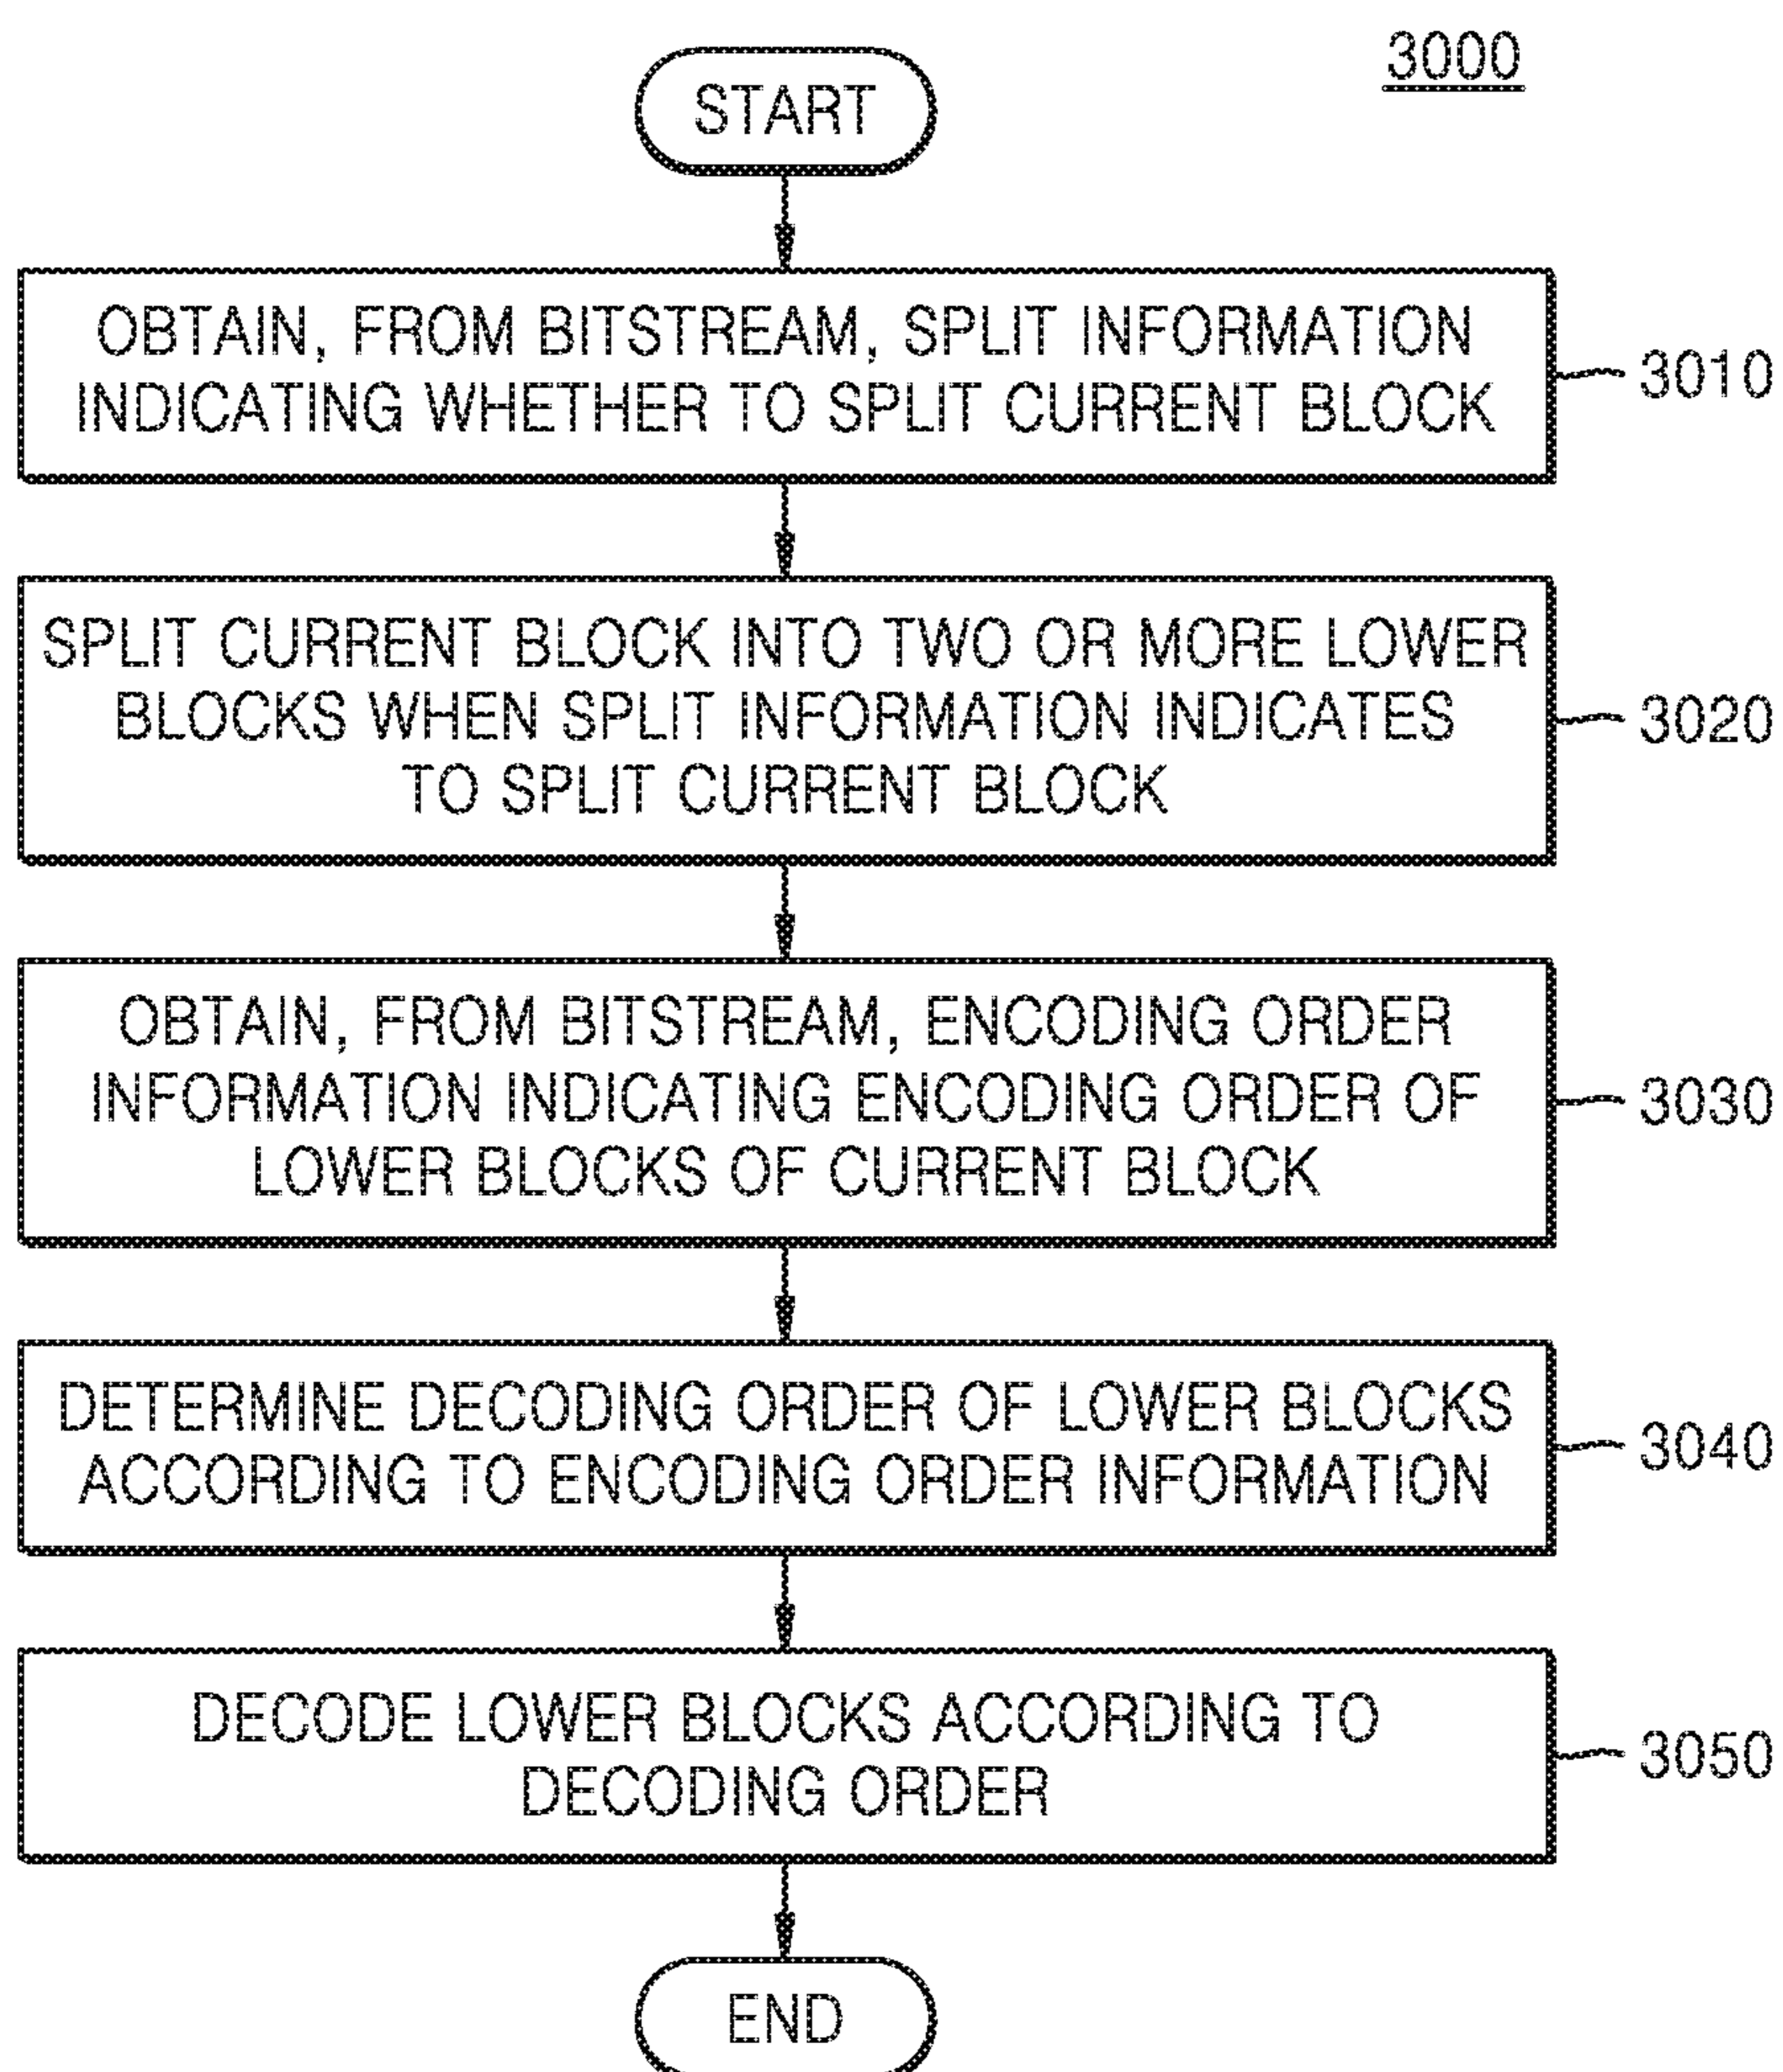 3000
START
OBTAIN, FROM BITSTREAM, SPLIT INFORMATION
INDICATING WHETHER TO SPLIT CURRENT BLOCK
3010
SPLIT CURRENT BLOCK INTO TWO OR MORE LOWER
BLOCKS WHEN SPLIT INFORMATION INDICATES
TO SPLIT CURRENT BLOCK
3020
OBTAIN, FROM BITSTREAM, ENCODING ORDER
INFORMATION INDICATING ENCODING ORDER OF
LOWER BLOCKS OF CURRENT BLOCK
3030
DETERMINE DECODING ORDER OF LOWER BLOCKS
ACCORDING TO ENCODING ORDER INFORMATION
3040
DECODE LOWER BLOCKS ACCORDING TO
DECODING ORDER
3050
END